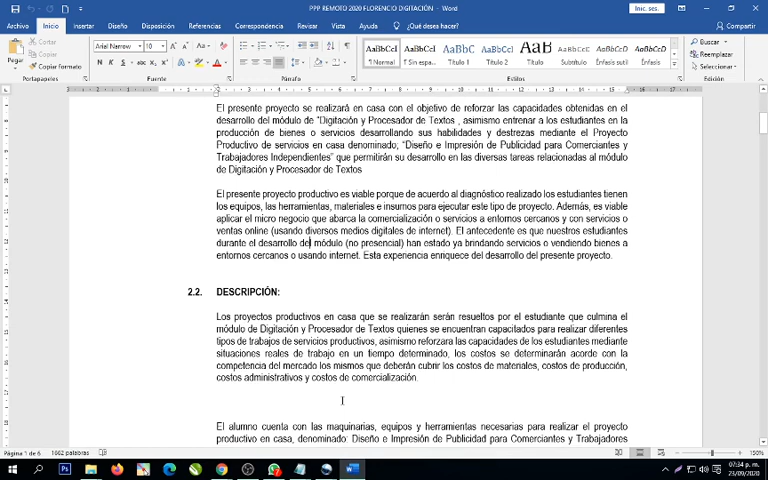 PPP REMOTO 2020 FLORENCIO DIGITACIÓN - Word
Inic. ses.
Archivo Inicio Insertar Diseño Disposición Referencias Correspondencia Revisar Vista Ayuda ¿Qué desea hacer? Compartir
Pegar
Cortar
Copiar
Copiar formato
Portapapeles
Arial Narrow 10
Fuente
Párrafo
AaBbCcI ¶ Normal
AaBbCcI ¶ Sin espa...
AaBbC Título 1
AaBbCcI Título 2
AaB Título
AaBbCcD Subtítulo
AaBbCcD Énfasis sutil
AaBbCcD Énfasis
Estilos
Buscar
Reemplazar
Seleccionar
Edición
El presente proyecto se realizará en casa con el objetivo de reforzar las capacidades obtenidas en el
desarrollo del módulo de "Digitación y Procesador de Textos , asimismo entrenar a los estudiantes en la
producción de bienes o servicios desarrollando sus habilidades y destrezas mediante el Proyecto
Productivo de servicios en casa denominado; "Diseño e Impresión de Publicidad para Comerciantes y
Trabajadores Independientes" que permitirán su desarrollo en las diversas tareas relacionadas al módulo
de Digitación y Procesador de Textos
El presente proyecto productivo es viable porque de acuerdo al diagnóstico realizado los estudiantes tienen
los equipos, las herramientas, materiales e insumos para ejecutar este tipo de proyecto. Además, es viable
aplicar el micro negocio que abarca la comercialización o servicios a entornos cercanos y con servicios o
ventas online (usando diversos medios digitales de internet). El antecedente es que nuestros estudiantes
durante el desarrollo del módulo (no presencial) han estado ya brindando servicios o vendiendo bienes a
entornos cercanos o usando internet. Esta experiencia enriquece del desarrollo del presente proyecto.
2.2. DESCRIPCIÓN:
Los proyectos productivos en casa que se realizarán serán resueltos por el estudiante que culmina el
módulo de Digitación y Procesador de Textos quienes se encuentran capacitados para realizar diferentes
tipos de trabajos de servicios productivos, asimismo reforzara las capacidades de los estudiantes mediante
situaciones reales de trabajo en un tiempo determinado, los costos se determinarán acorde con la
competencia del mercado los mismos que deberán cubrir los costos de materiales, costos de producción,
costos administrativos y costos de comercialización.
El alumno cuenta con las maquinarias, equipos y herramientas necesarias para realizar el proyecto
productivo en casa, denominado: Diseño e Impresión de Publicidad para Comerciantes y Trabajadores
Página 1 de 6 1662 palabras
150%
07:34 p. m.
23/09/2020